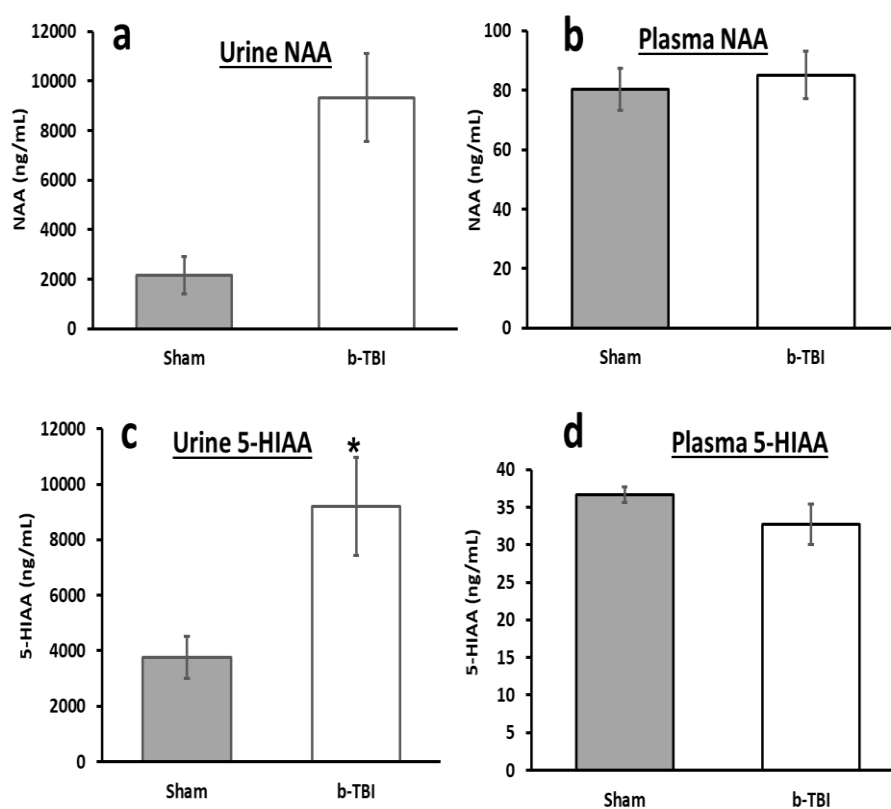 a
Urine NAA
NAA (ng/mL)
12000
10000
8000
6000
4000
2000
0
Sham
b-TBI
b
Plasma NAA
NAA (ng/mL)
100
80
60
40
20
0
Sham
b-TBI
c
Urine 5-HIAA
*
5-HIAA (ng/mL)
12000
10000
8000
6000
4000
2000
0
Sham
b-TBI
d
Plasma 5-HIAA
5-HIAA (ng/mL)
40
35
30
25
20
15
10
5
0
Sham
b-TBI